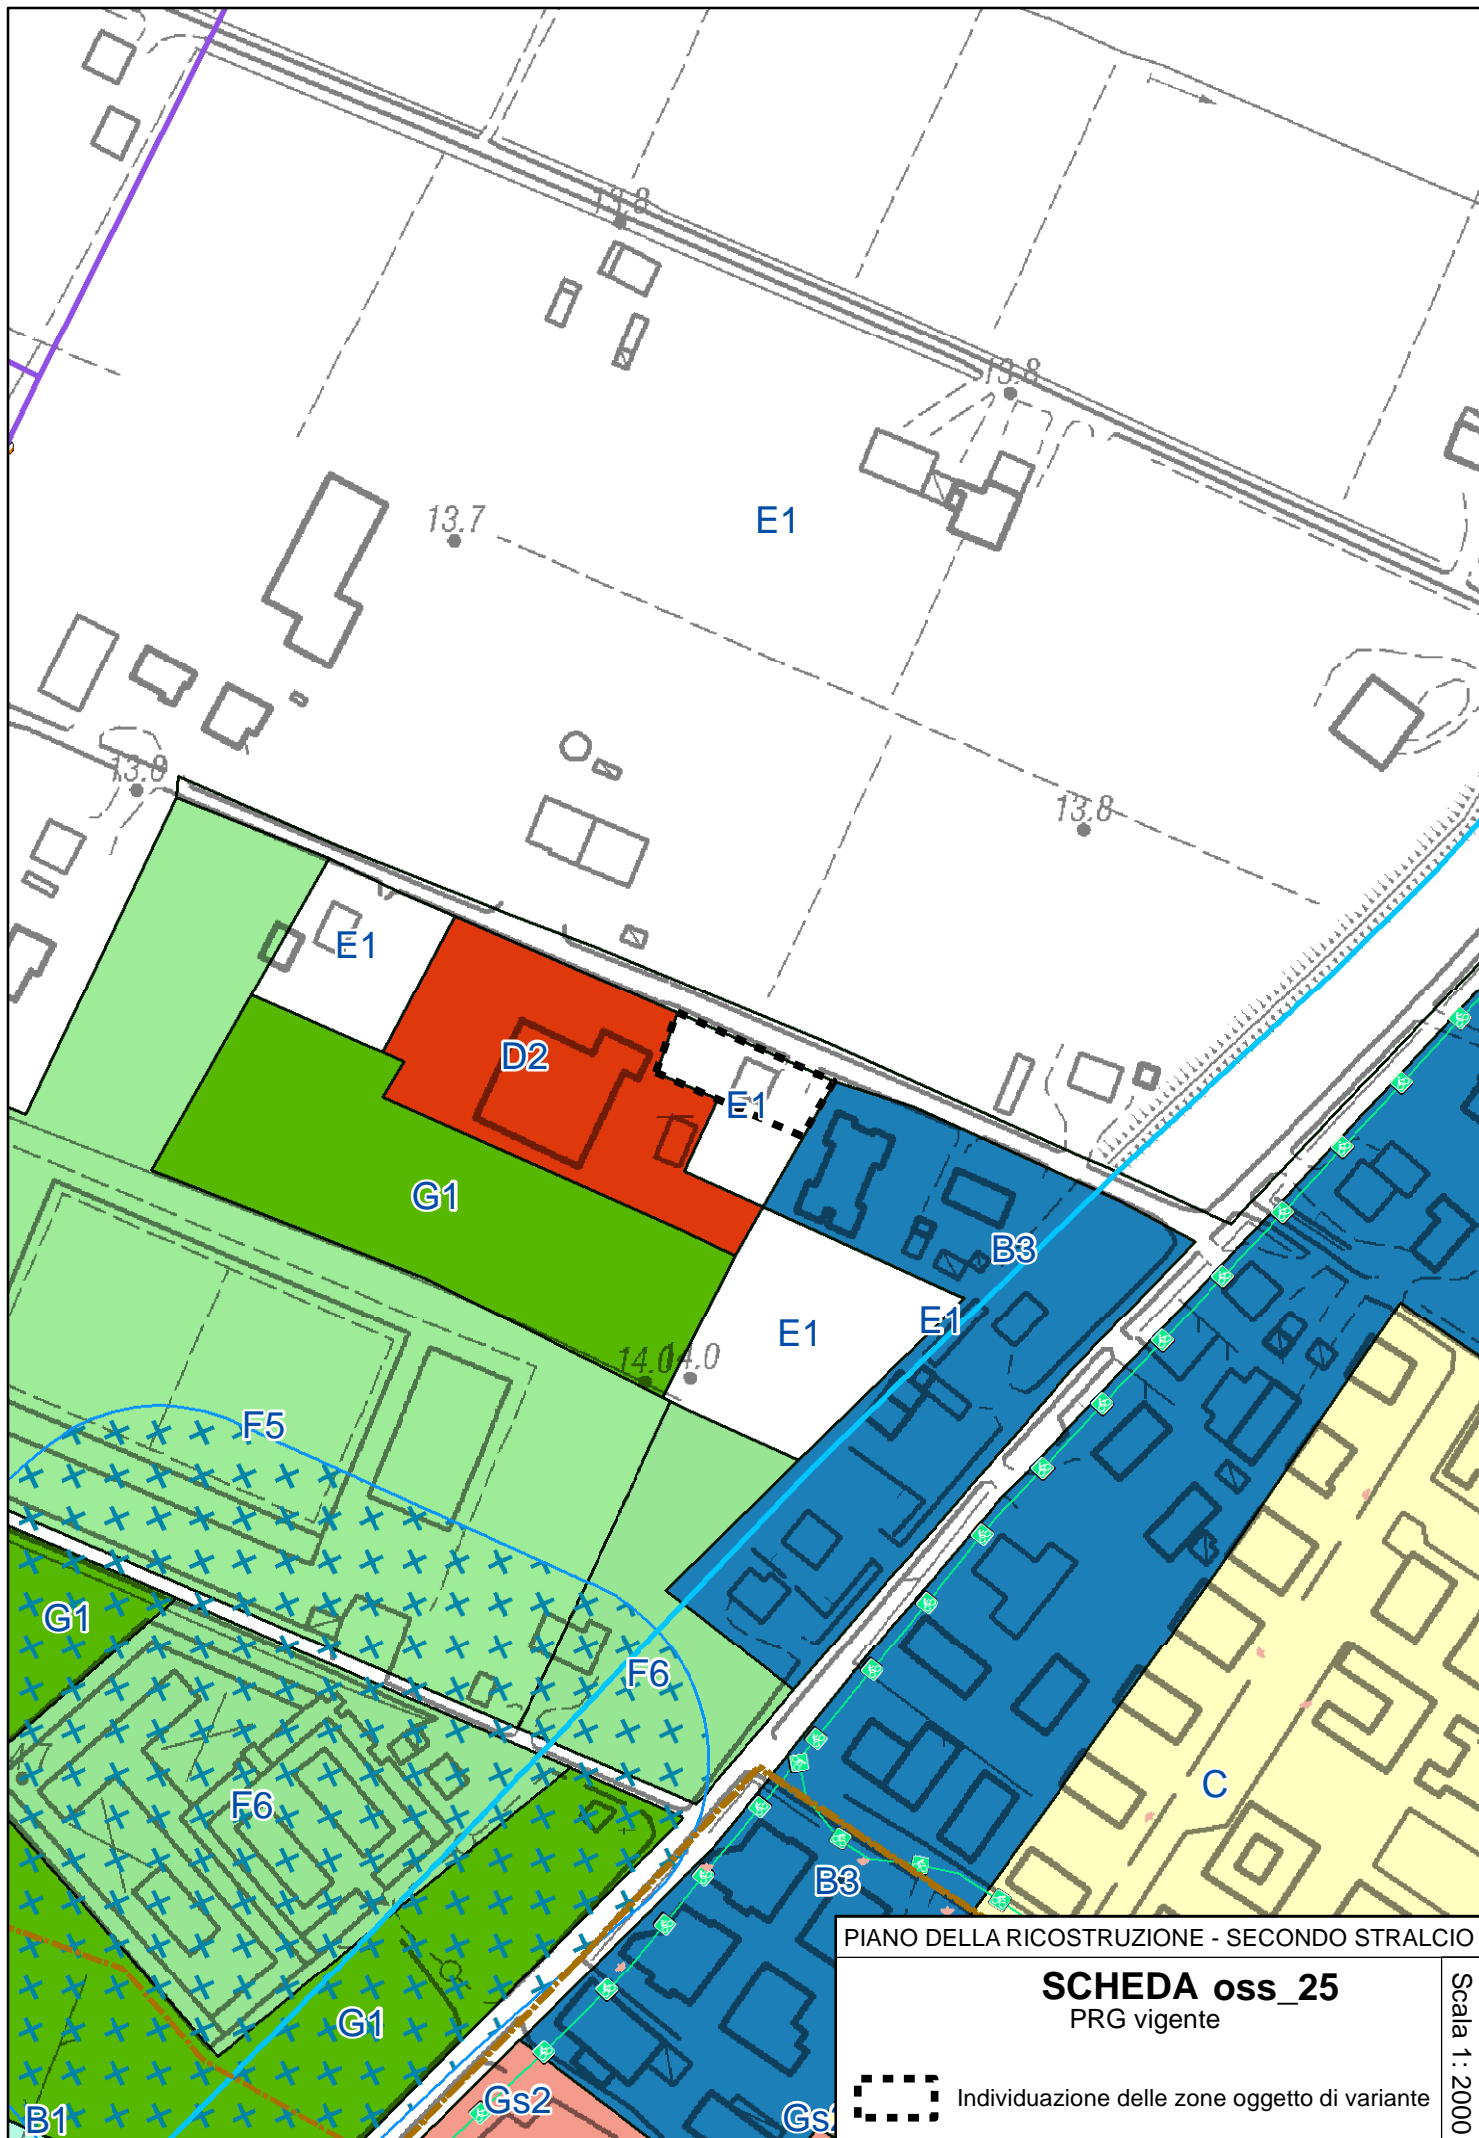 13.8
13.8
13.7
E1
13.9
13.8
E1
D2
E1
G1
B3
E1
E1
14.0
14.0
F5
G1
F6
F6
C
B3
G1
Gs2
B1
PIANO DELLA RICOSTRUZIONE - SECONDO STRALCIO
SCHEDA oss_25
PRG vigente
Individuazione delle zone oggetto di variante
Scala 1: 2000